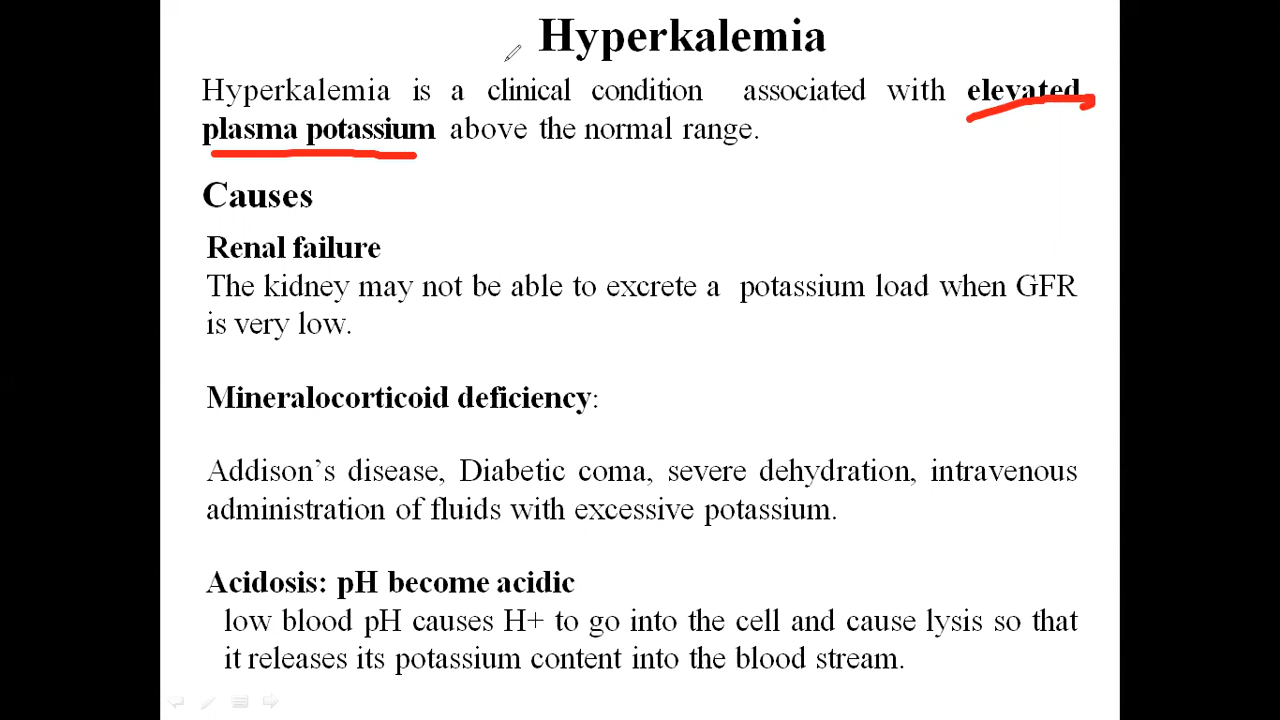 Hyperkalemia
Hyperkalemia is a clinical condition associated with elevated
plasma potassium above the normal range.
Causes
Renal failure
The kidney may not be able to excrete a potassium load when GFR
is very low.
Mineralocorticoid deficiency:
Addison’s disease, Diabetic coma, severe dehydration, intravenous
administration of fluids with excessive potassium.
Acidosis: pH become acidic
low blood pH causes H+ to go into the cell and cause lysis so that
it releases its potassium content into the blood stream.